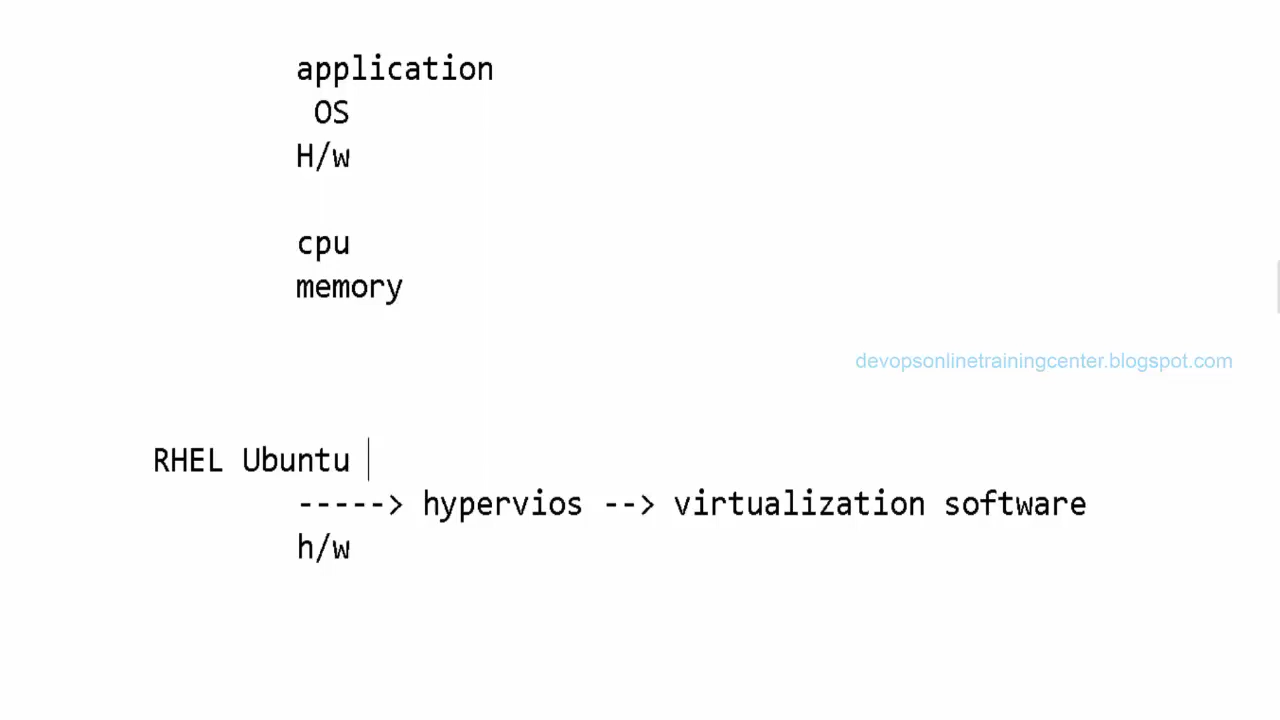 application
OS
H/w
cpu
memory
devopsonlinetrainingcenter.blogspot.com
RHEL Ubuntu
-----> hypervios --> virtualization software
h/w